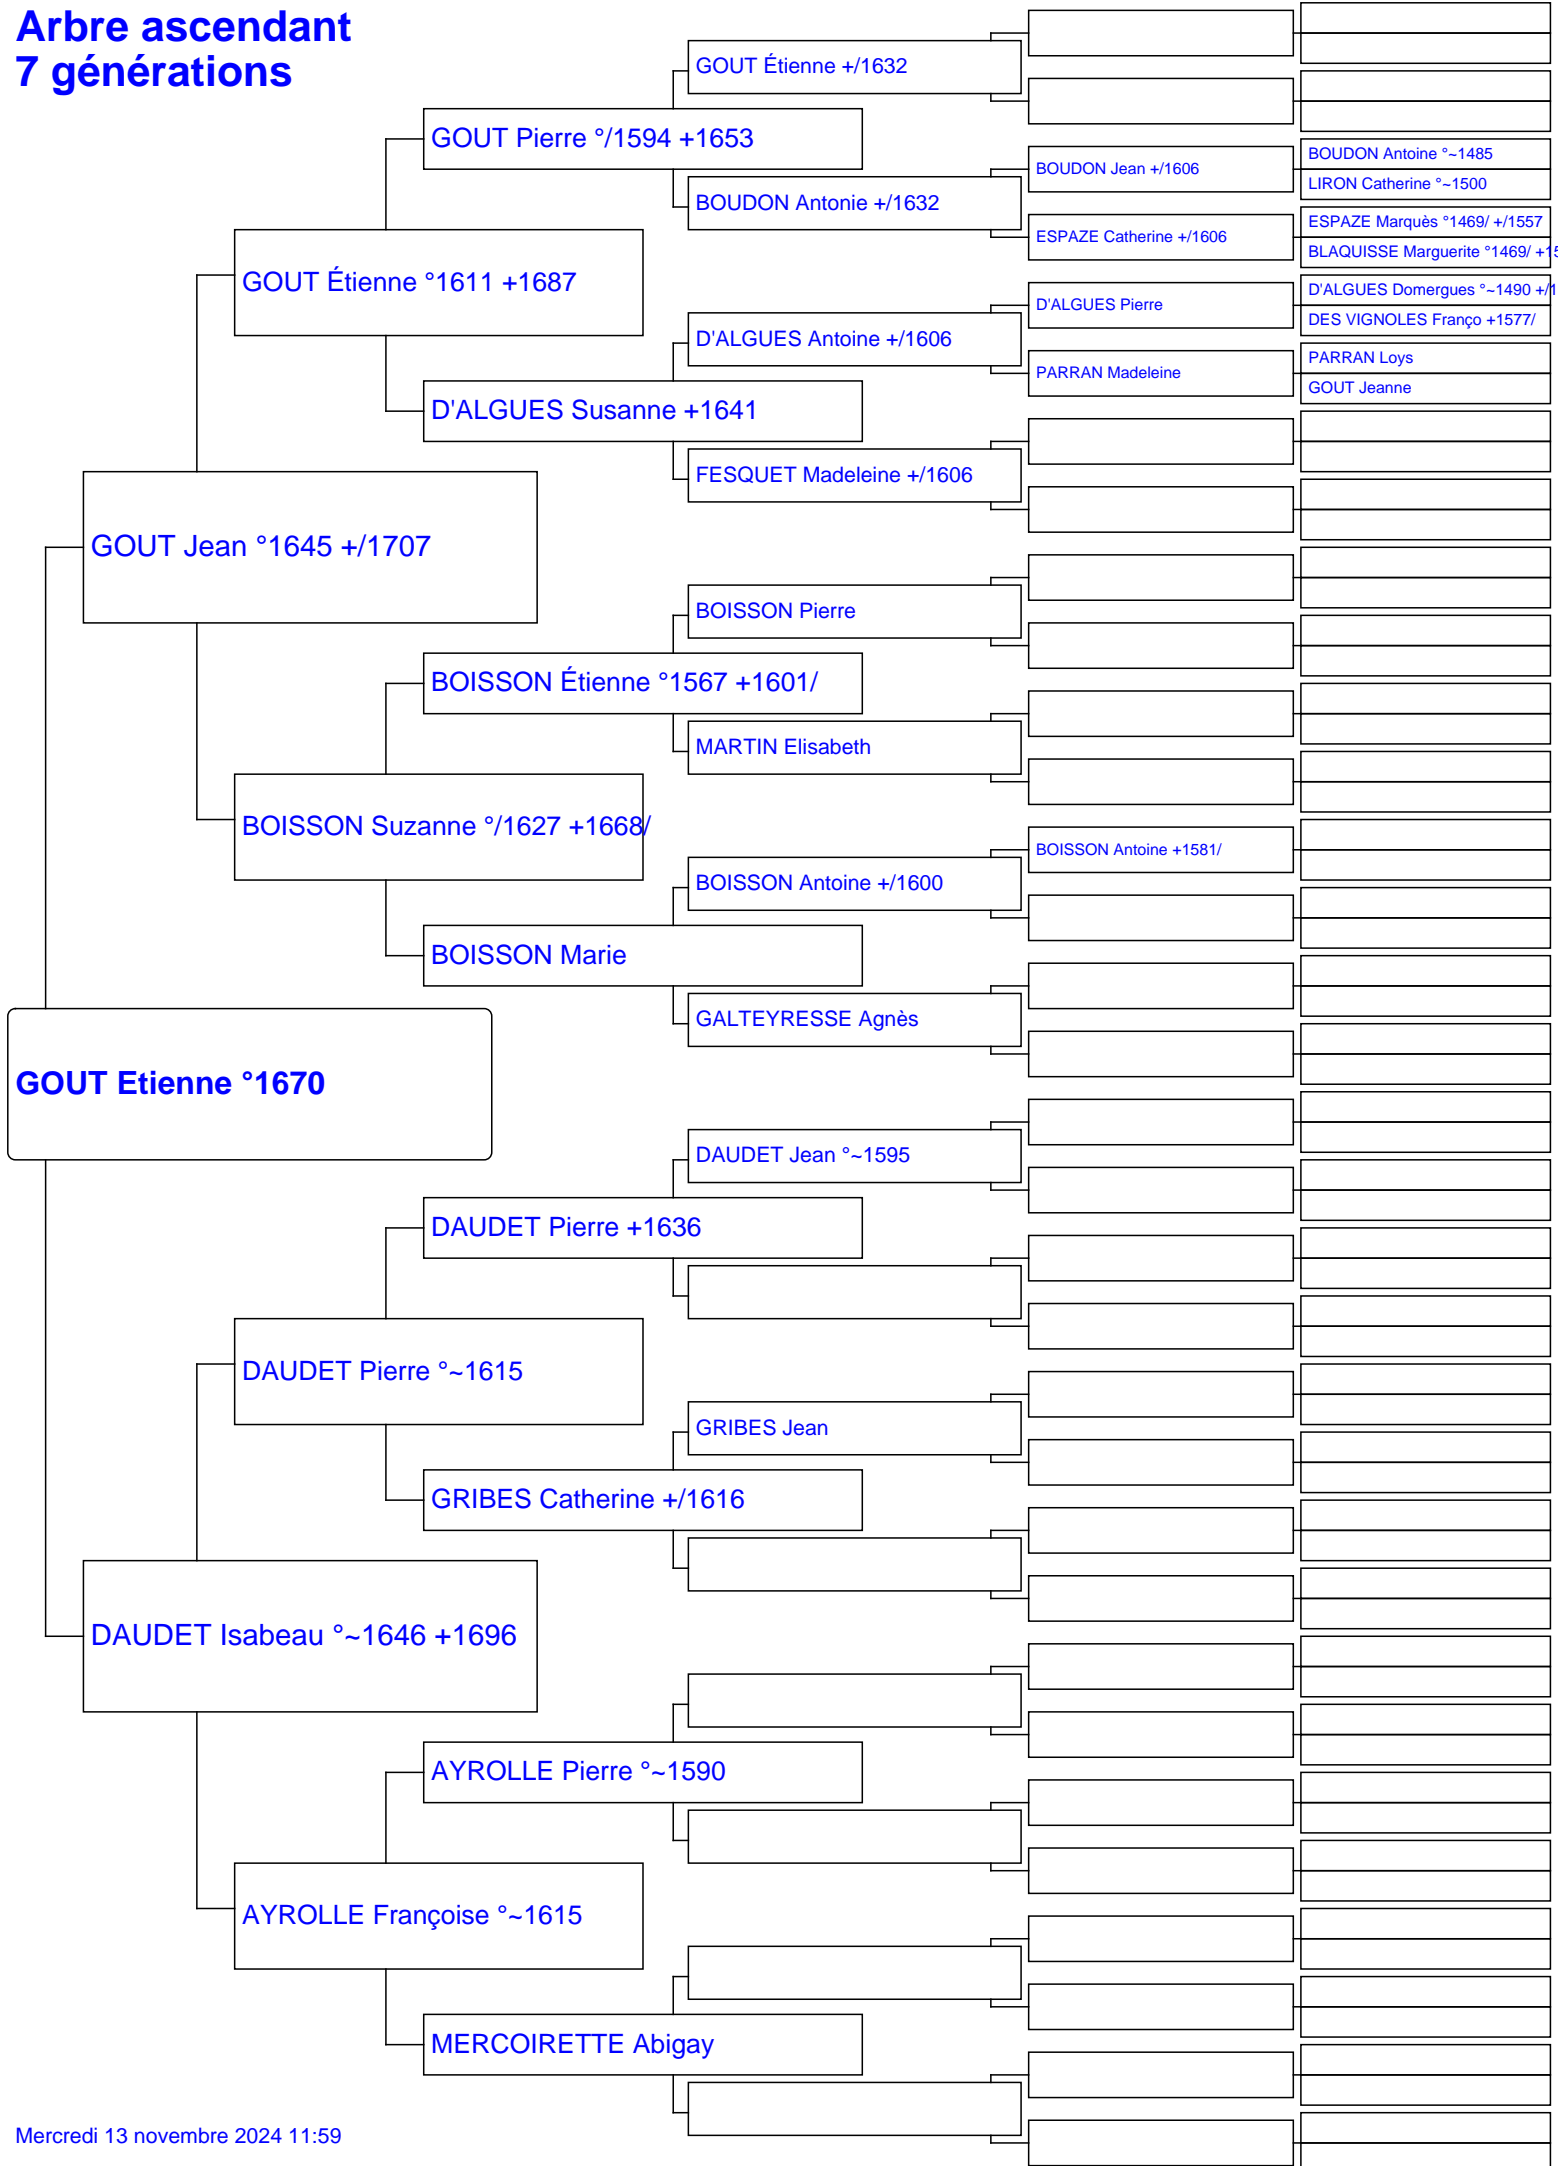 Arbre ascendant
7 générations
GOUT Étienne +/1632
GOUT Pierre °/1594 +1653
BOUDON Jean +/1606
BOUDON Antoine °~1485
LIRON Catherine °~1500
BOUDON Antonie +/1632
ESPAZE Catherine +/1606
ESPAZE Marquès °1469/ +/1557
BLAQUISSE Marguerite °1469/ +15
GOUT Étienne °1611 +1687
D'ALGUES Pierre
D'ALGUES Domergues °~1490 +/1
DES VIGNOLES Franço +1577/
D'ALGUES Antoine +/1606
PARRAN Madeleine
PARRAN Loys
GOUT Jeanne
D'ALGUES Susanne +1641
FESQUET Madeleine +/1606
GOUT Jean °1645 +/1707
BOISSON Pierre
BOISSON Étienne °1567 +1601/
MARTIN Elisabeth
BOISSON Suzanne °/1627 +1668/
BOISSON Antoine +1581/
BOISSON Antoine +/1600
BOISSON Marie
GALTEYRESSE Agnès
GOUT Etienne °1670
DAUDET Jean °~1595
DAUDET Pierre +1636
DAUDET Pierre °~1615
GRIBES Jean
GRIBES Catherine +/1616
DAUDET Isabeau °~1646 +1696
AYROLLE Pierre °~1590
AYROLLE Françoise °~1615
MERCOIRETTE Abigay
Mercredi 13 novembre 2024 11:59